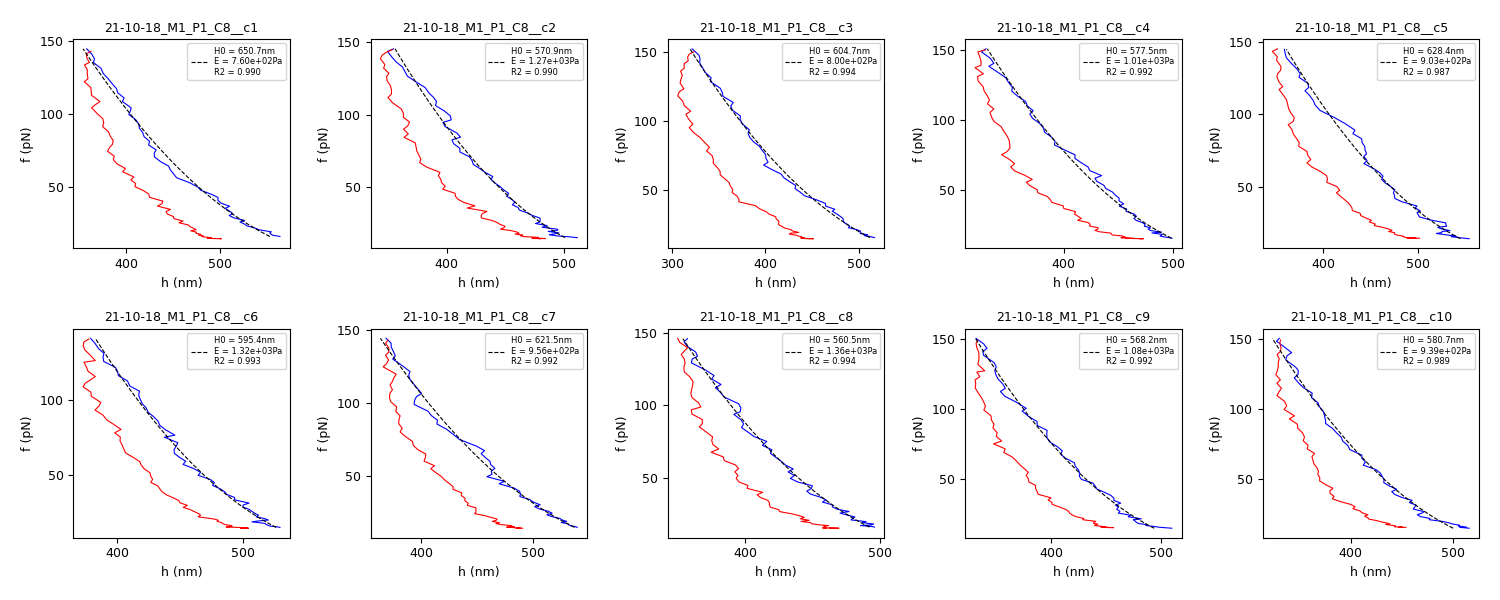 21-10-18_M1_P1_C8__c1
21-10-18_M1_P1_C8__c2
21-10-18_M1_P1_C8__c3
21-10-18_M1_P1_C8__c4
21-10-18_M1_P1_C8__c5
f (pN)
150
100
50
H0 = 650.7nm
E = 7.60e+02Pa
R2 = 0.990
400
500
h (nm)
f (pN)
150
100
50
H0 = 570.9nm
E = 1.27e+03Pa
R2 = 0.990
400
500
h (nm)
f (pN)
150
100
50
H0 = 604.7nm
E = 8.00e+02Pa
R2 = 0.994
300
400
500
h (nm)
f (pN)
150
100
50
H0 = 577.5nm
E = 1.01e+03Pa
R2 = 0.992
400
500
h (nm)
f (pN)
150
100
50
H0 = 628.4nm
E = 9.03e+02Pa
R2 = 0.987
400
500
h (nm)
21-10-18_M1_P1_C8__c6
21-10-18_M1_P1_C8__c7
21-10-18_M1_P1_C8__c8
21-10-18_M1_P1_C8__c9
21-10-18_M1_P1_C8__c10
f (pN)
100
50
H0 = 595.4nm
E = 1.32e+03Pa
R2 = 0.993
400
500
h (nm)
f (pN)
150
100
50
H0 = 621.5nm
E = 9.56e+02Pa
R2 = 0.992
400
500
h (nm)
f (pN)
150
100
50
H0 = 560.5nm
E = 1.36e+03Pa
R2 = 0.994
400
500
h (nm)
f (pN)
150
100
50
H0 = 568.2nm
E = 1.08e+03Pa
R2 = 0.992
400
500
h (nm)
f (pN)
150
100
50
H0 = 580.7nm
E = 9.39e+02Pa
R2 = 0.989
400
500
h (nm)